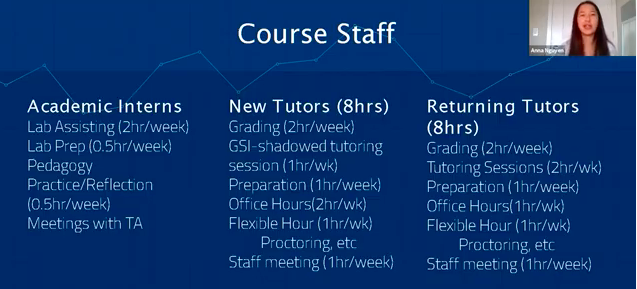 Course Staff
Anna Nguyen
Academic Interns
Lab Assisting (2hr/week)
Lab Prep (0.5hr/week)
Pedagogy
Practice/Reflection
(0.5hr/week)
Meetings with TA
New Tutors (8hrs)
Grading (2hr/week)
GSI-shadowed tutoring
session (1hr/wk)
Preparation (1hr/week)
Office Hours(2hr/wk)
Flexible Hour (1hr/wk)
Proctoring, etc
Staff meeting (1hr/week)
Returning Tutors
(8hrs)
Grading (2hr/week)
Tutoring Sessions (2hr/wk)
Preparation (1hr/week)
Office Hours(1hr/wk)
Flexible Hour (1hr/wk)
Proctoring, etc
Staff meeting (1hr/week)